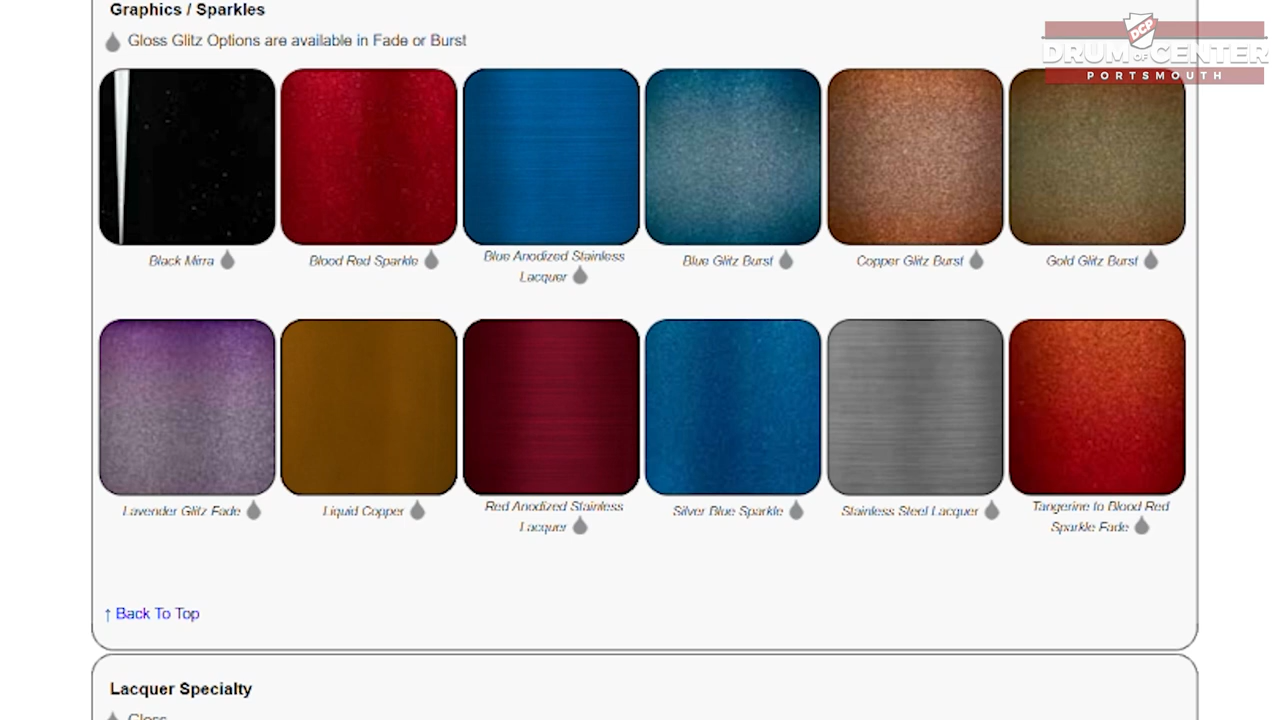 Graphics / Sparkles
Gloss Glitz Options are available in Fade or Burst
DCP
DRUM OF CENTER
PORTSMOUTH
Black Mirra
Blood Red Sparkle
Blue Anodized Stainless
Lacquer
Blue Glitz Burst
Copper Glitz Burst
Gold Glitz Burst
Lavender Glitz Fade
Liquid Copper
Red Anodized Stainless
Lacquer
Silver Blue Sparkle
Stainless Steel Lacquer
Tangerine to Blood Red
Sparkle Fade
↑ Back To Top
Lacquer Specialty
Gloss